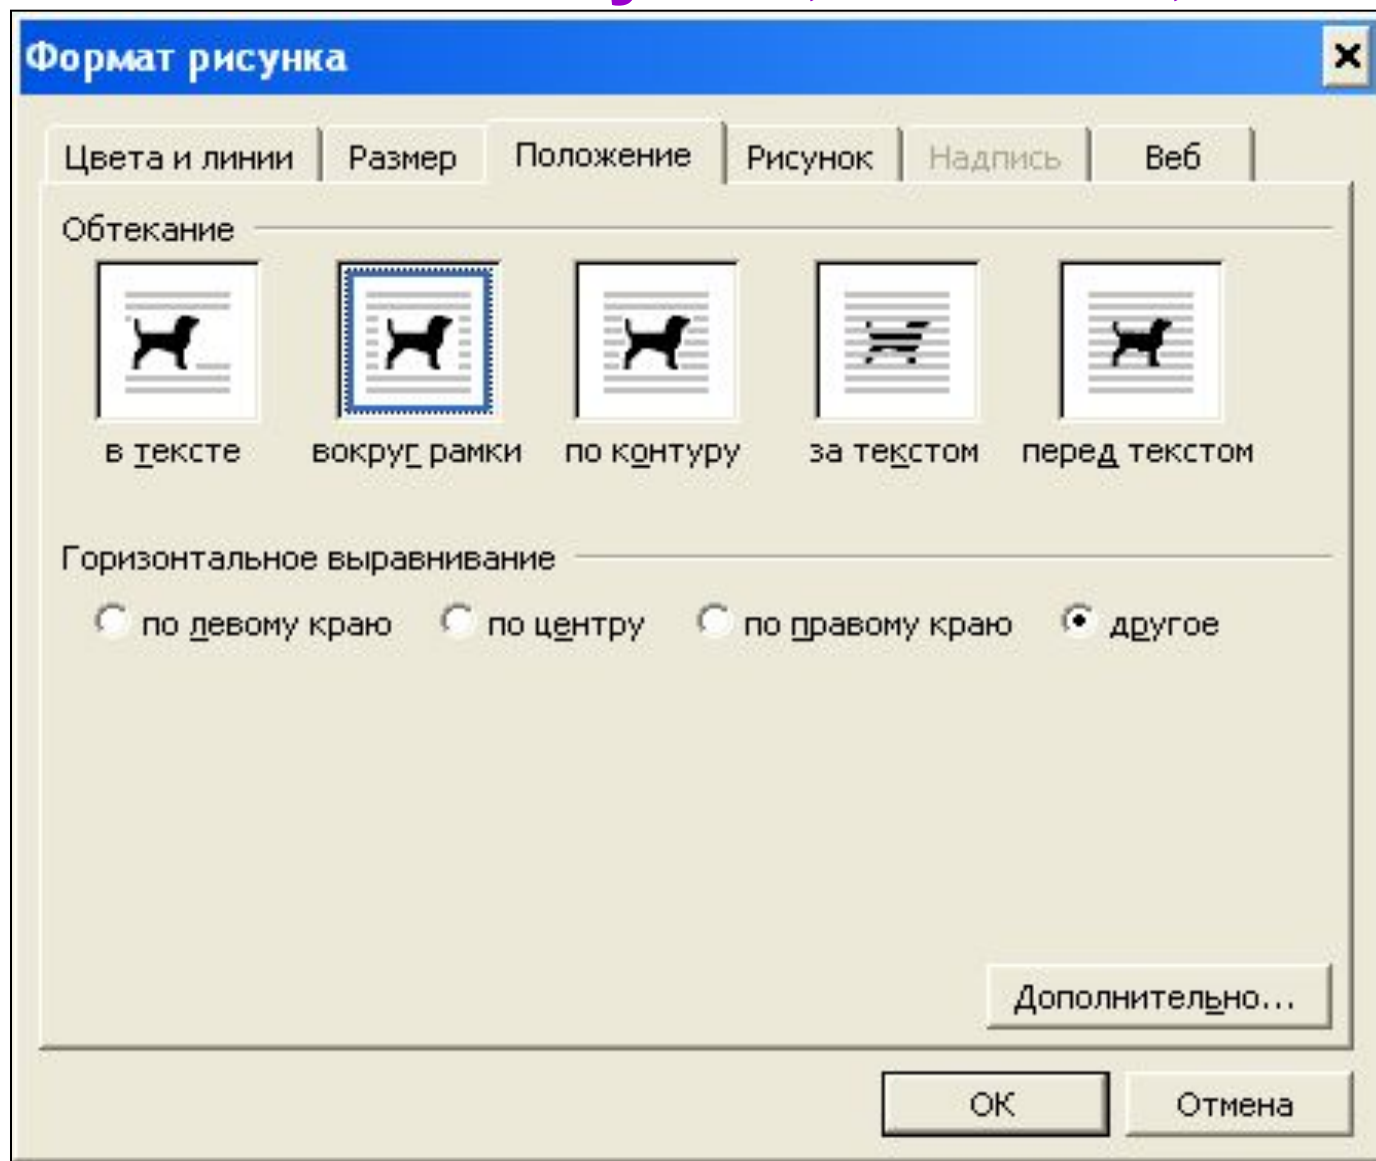 Формат рисунка
Цвета и линии Размер Положение Рисунок Надпись Веб
Обтекание
в тексте вокруг рамки по контуру за текстом перед текстом
Горизонтальное выравнивание
по левому краю по центру по правому краю другое
Дополнительно...
ОК Отмена